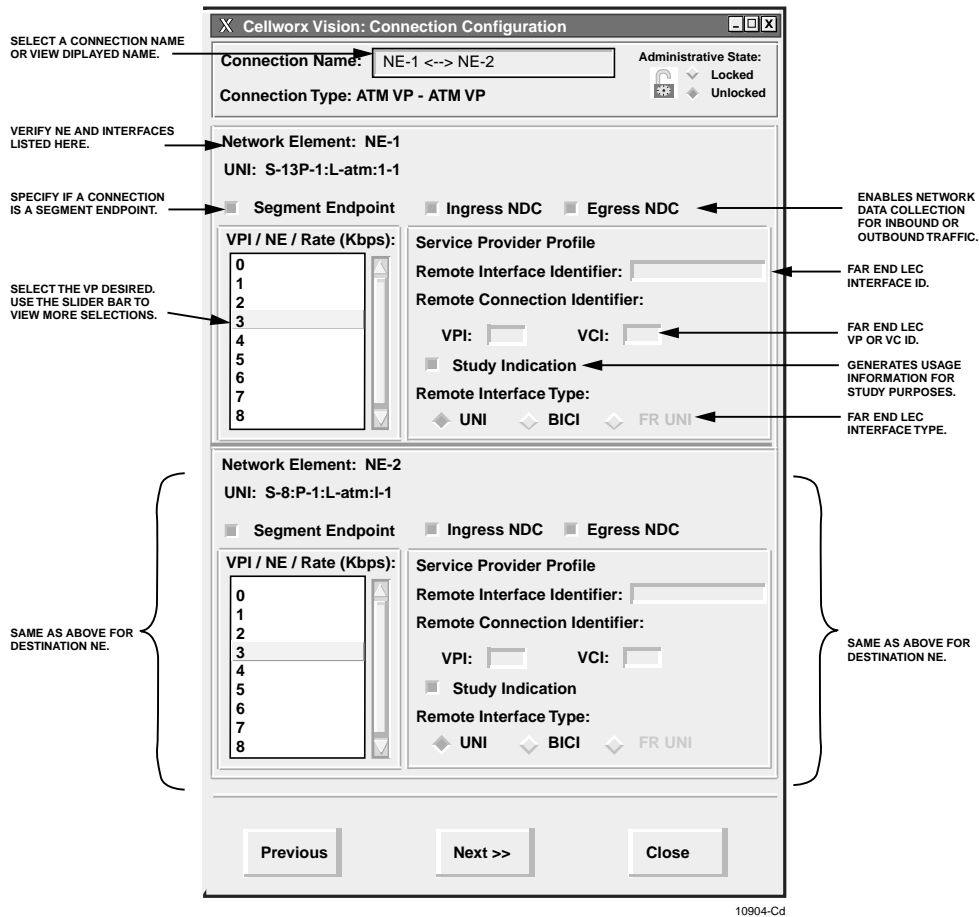 X Cellworx Vision: Connection Configuration
SELECT A CONNECTION NAME
OR VIEW DIPLAYED NAME.
Connection Name: NE-1 <--> NE-2
Administrative State:
Locked
Unlocked
Connection Type: ATM VP - ATM VP
VERIFY NE AND INTERFACES
LISTED HERE.
Network Element: NE-1
UNI: S-13P-1:L-atm:1-1
SPECIFY IF A CONNECTION
IS A SEGMENT ENDPOINT.
Segment Endpoint Ingress NDC Egress NDC
ENABLES NETWORK
DATA COLLECTION
FOR INBOUND OR
OUTBOUND TRAFFIC.
VPI / NE / Rate (Kbps):
0
1
2
3
4
5
6
7
8
SELECT THE VP DESIRED.
USE THE SLIDER BAR TO
VIEW MORE SELECTIONS.
Service Provider Profile
Remote Interface Identifier:
FAR END LEC
INTERFACE ID.
Remote Connection Identifier:
VPI: VCI:
FAR END LEC
VP OR VC ID.
Study Indication
GENERATES USAGE
INFORMATION FOR
STUDY PURPOSES.
Remote Interface Type:
UNI BICI FR UNI
FAR END LEC
INTERFACE TYPE.
Network Element: NE-2
UNI: S-8:P-1:L-atm:I-1
Segment Endpoint Ingress NDC Egress NDC
VPI / NE / Rate (Kbps):
0
1
2
3
4
5
6
7
8
Service Provider Profile
Remote Interface Identifier:
Remote Connection Identifier:
VPI: VCI:
Study Indication
Remote Interface Type:
UNI BICI FR UNI
SAME AS ABOVE FOR
DESTINATION NE.
SAME AS ABOVE FOR
DESTINATION NE.
Previous Next >> Close
10904-Cd